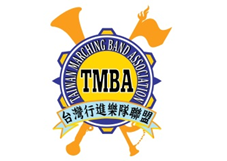 TAIWAN MARCHING BAND ASSOCIATION
TMBA
台灣行進樂隊聯盟